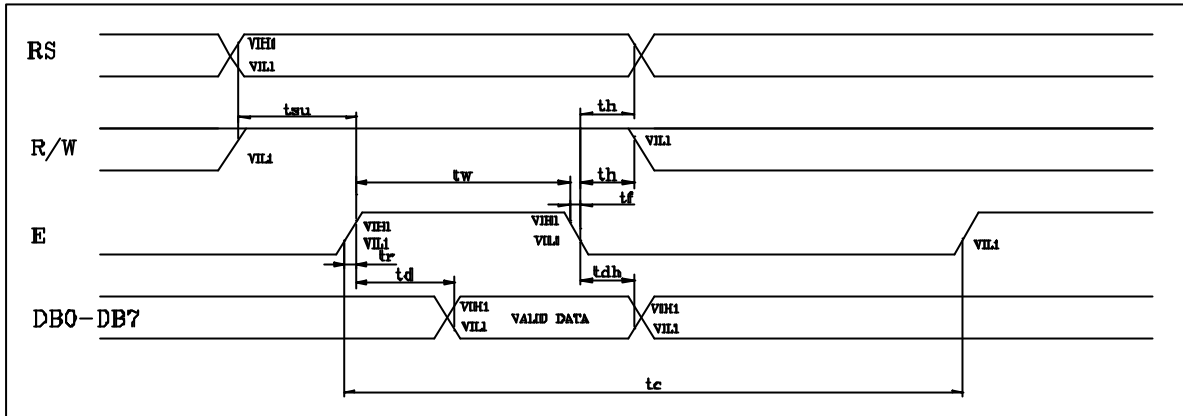 RS
VIH1
VIL1
tsu
th
R/W
VIL1
VIL1
tw
th
tf
E
VIH1
VIL1
VIH1
VIL1
VIL1
tr
td
tdh
DB0-DB7
VIH1
VIL1
VALID DATA
VIH1
VIL1
tc